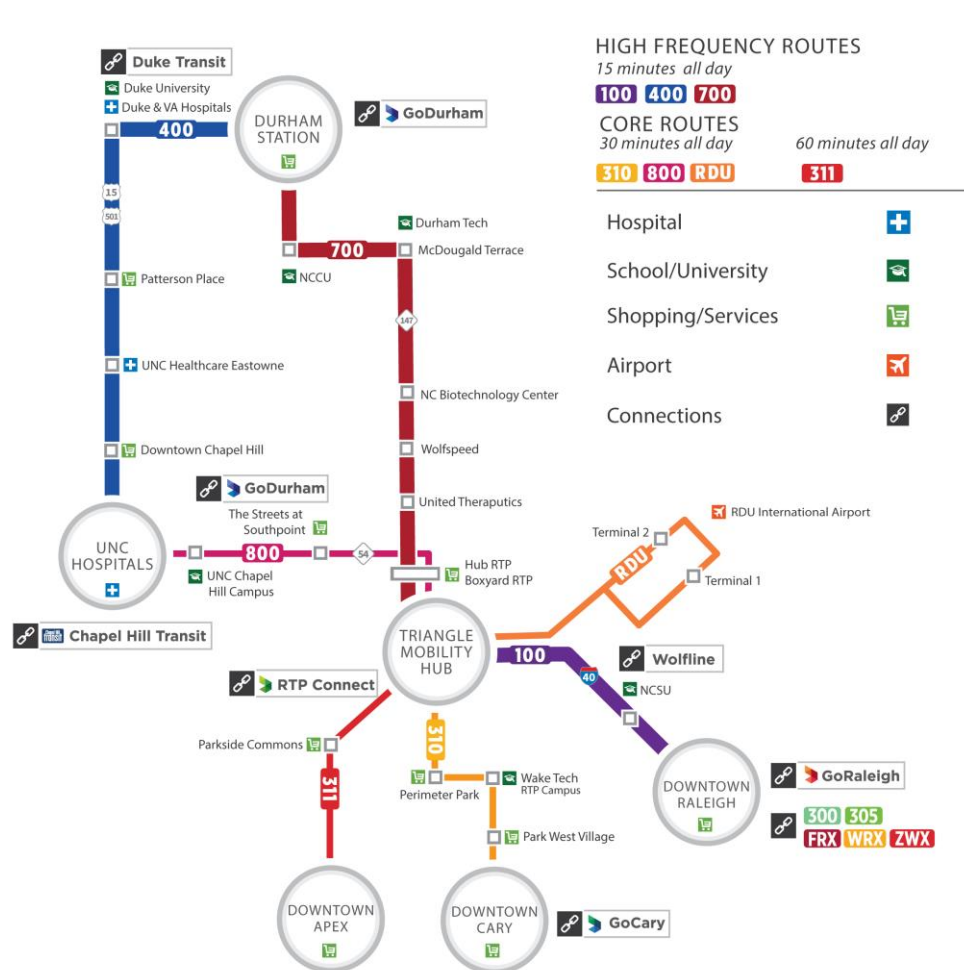 Duke Transit
Duke University
Duke & VA Hospitals
400
DURHAM
STATION
GoDurham
HIGH FREQUENCY ROUTES
15 minutes all day
100 400 700
CORE ROUTES
30 minutes all day
60 minutes all day
310 800 RDU
311
Hospital
School/University
Shopping/Services
Airport
Connections
15
501
Durham Tech
700
McDougald Terrace
NCCU
Patterson Place
147
UNC Healthcare Eastowne
NC Biotechnology Center
Downtown Chapel Hill
Wolfspeed
GoDurham
United Theraputics
The Streets at
Southpoint
RDU International Airport
Terminal 2
RDU
Terminal 1
UNC
HOSPITALS
800
54
UNC Chapel
Hill Campus
Hub RTP
Boxyard RTP
Chapel Hill Transit
TRIANGLE
MOBILITY
HUB
100
Wolfline
40
NCSU
RTP Connect
Parkside Commons
310
311
Perimeter Park
Wake Tech
RTP Campus
Park West Village
DOWNTOWN
RALEIGH
GoRaleigh
300 305
FRX WRX ZWX
DOWNTOWN
APEX
DOWNTOWN
CARY
GoCary